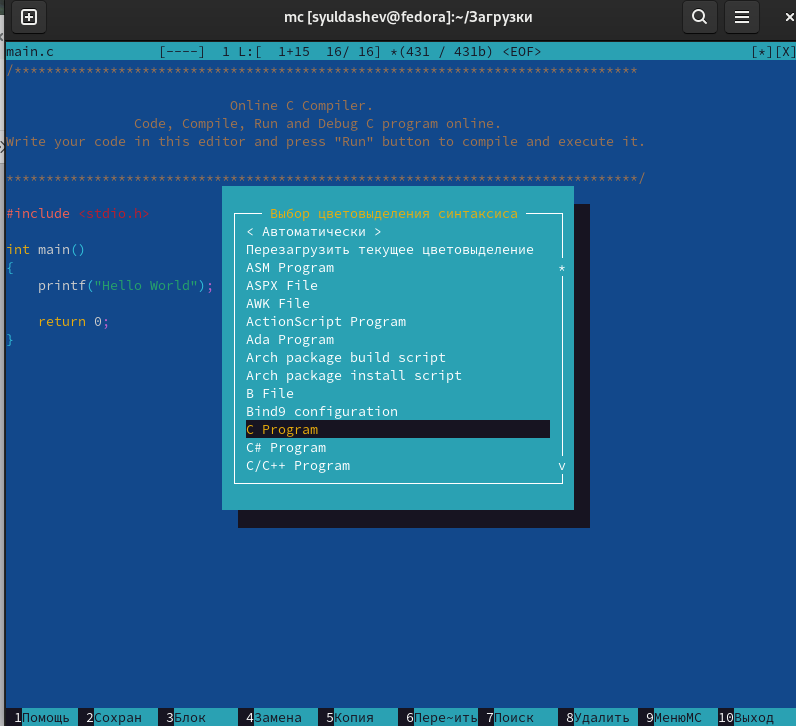 mc [syuldashev@fedora]:~/Загрузки
main.c [----] 1 L:[ 1+15 16/ 16] *(431 / 431b) <EOF> [*][X]
/******************************************************************************
Online C Compiler.
Code, Compile, Run and Debug C program online.
Write your code in this editor and press "Run" button to compile and execute it.
*******************************************************************************/
#include <stdio.h>
int main()
{
printf("Hello World");
return 0;
}
Выбор цветовыделения синтаксиса
< Автоматически >
Перезагрузить текущее цветовыделение
ASM Program
ASPX File
AWK File
ActionScript Program
Ada Program
Arch package build script
Arch package install script
B File
Bind9 configuration
C Program
C# Program
C/C++ Program
1Помощь 2Сохран 3Блок 4Замена 5Копия 6Пере~ить 7Поиск 8Удалить 9МенюMC 10Выход